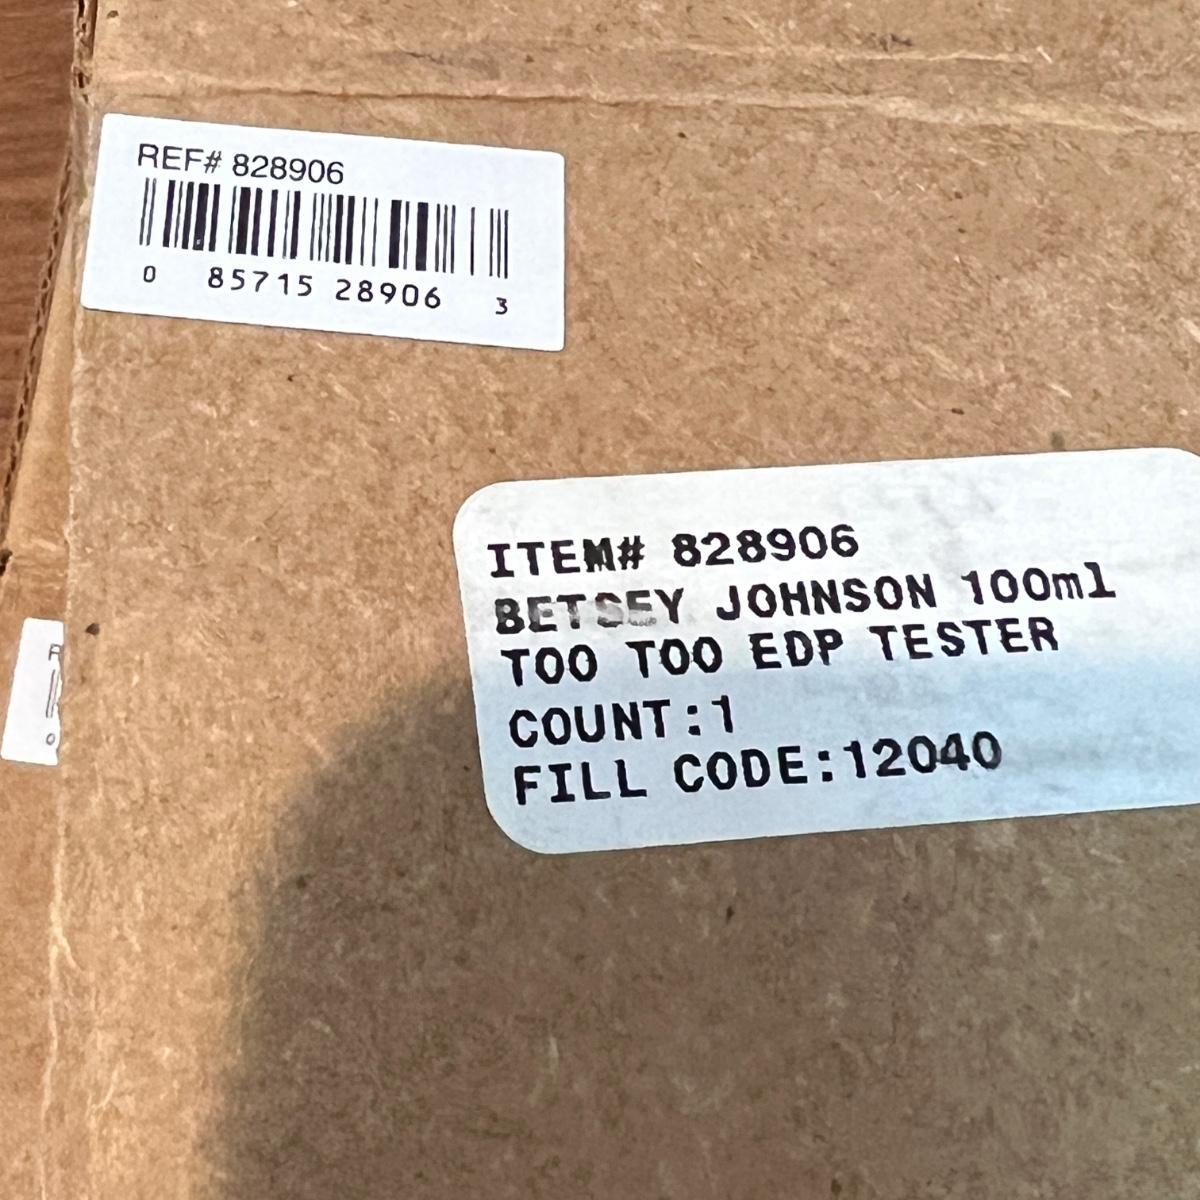 REF# 828906
0 85715 28906 3
ITEM# 828906
BETSEY JOHNSON 100ml
TOO TOO EDP TESTER
COUNT:1
FILL CODE:12040